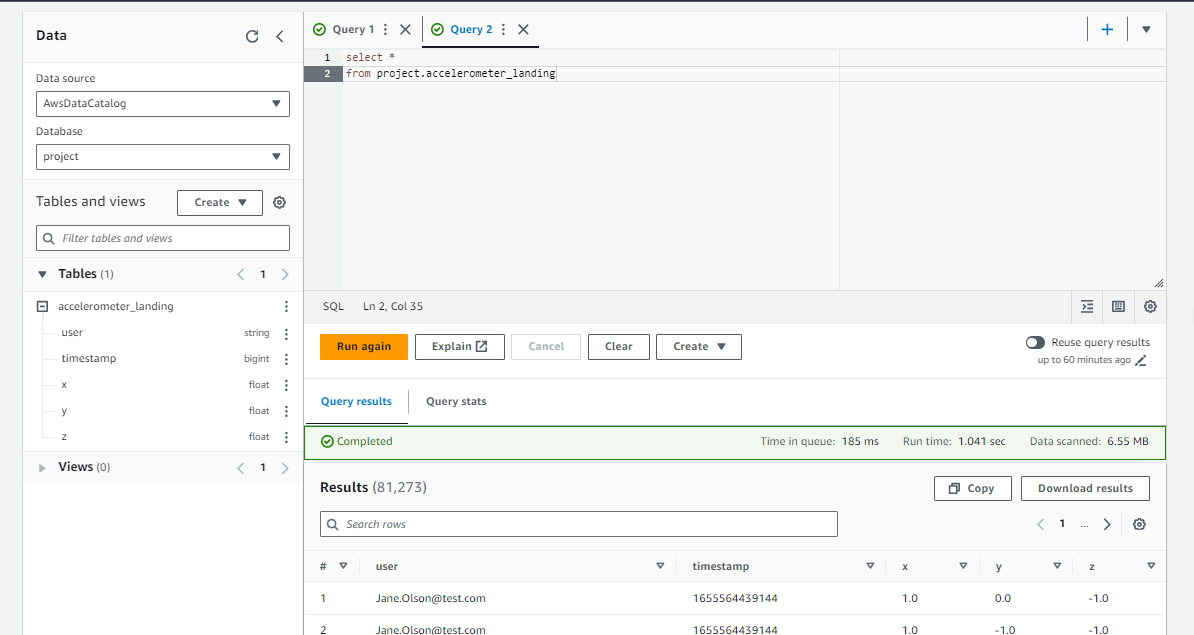 Data
Data source
AwsDataCatalog
Database
project
Tables and views
Create
Filter tables and views
Tables (1)
1
accelerometer_landing
user string
timestamp bigint
x float
y float
z float
Views (0)
1
Query 1
Query 2
1 select *
2 from project.accelerometer_landing
SQL Ln 2, Col 35
Run again
Explain
Cancel
Clear
Create
Reuse query results
up to 60 minutes ago
Query results
Query stats
Completed
Time in queue: 185 ms Run time: 1.041 sec Data scanned: 6.55 MB
Results (81,273)
Copy
Download results
Search rows
1 ...
# user timestamp x y z
1 Jane.Olson@test.com 1655564439144 1.0 0.0 -1.0
2 Jane.Olson@test.com 1655564439144 1.0 -1.0 -1.0